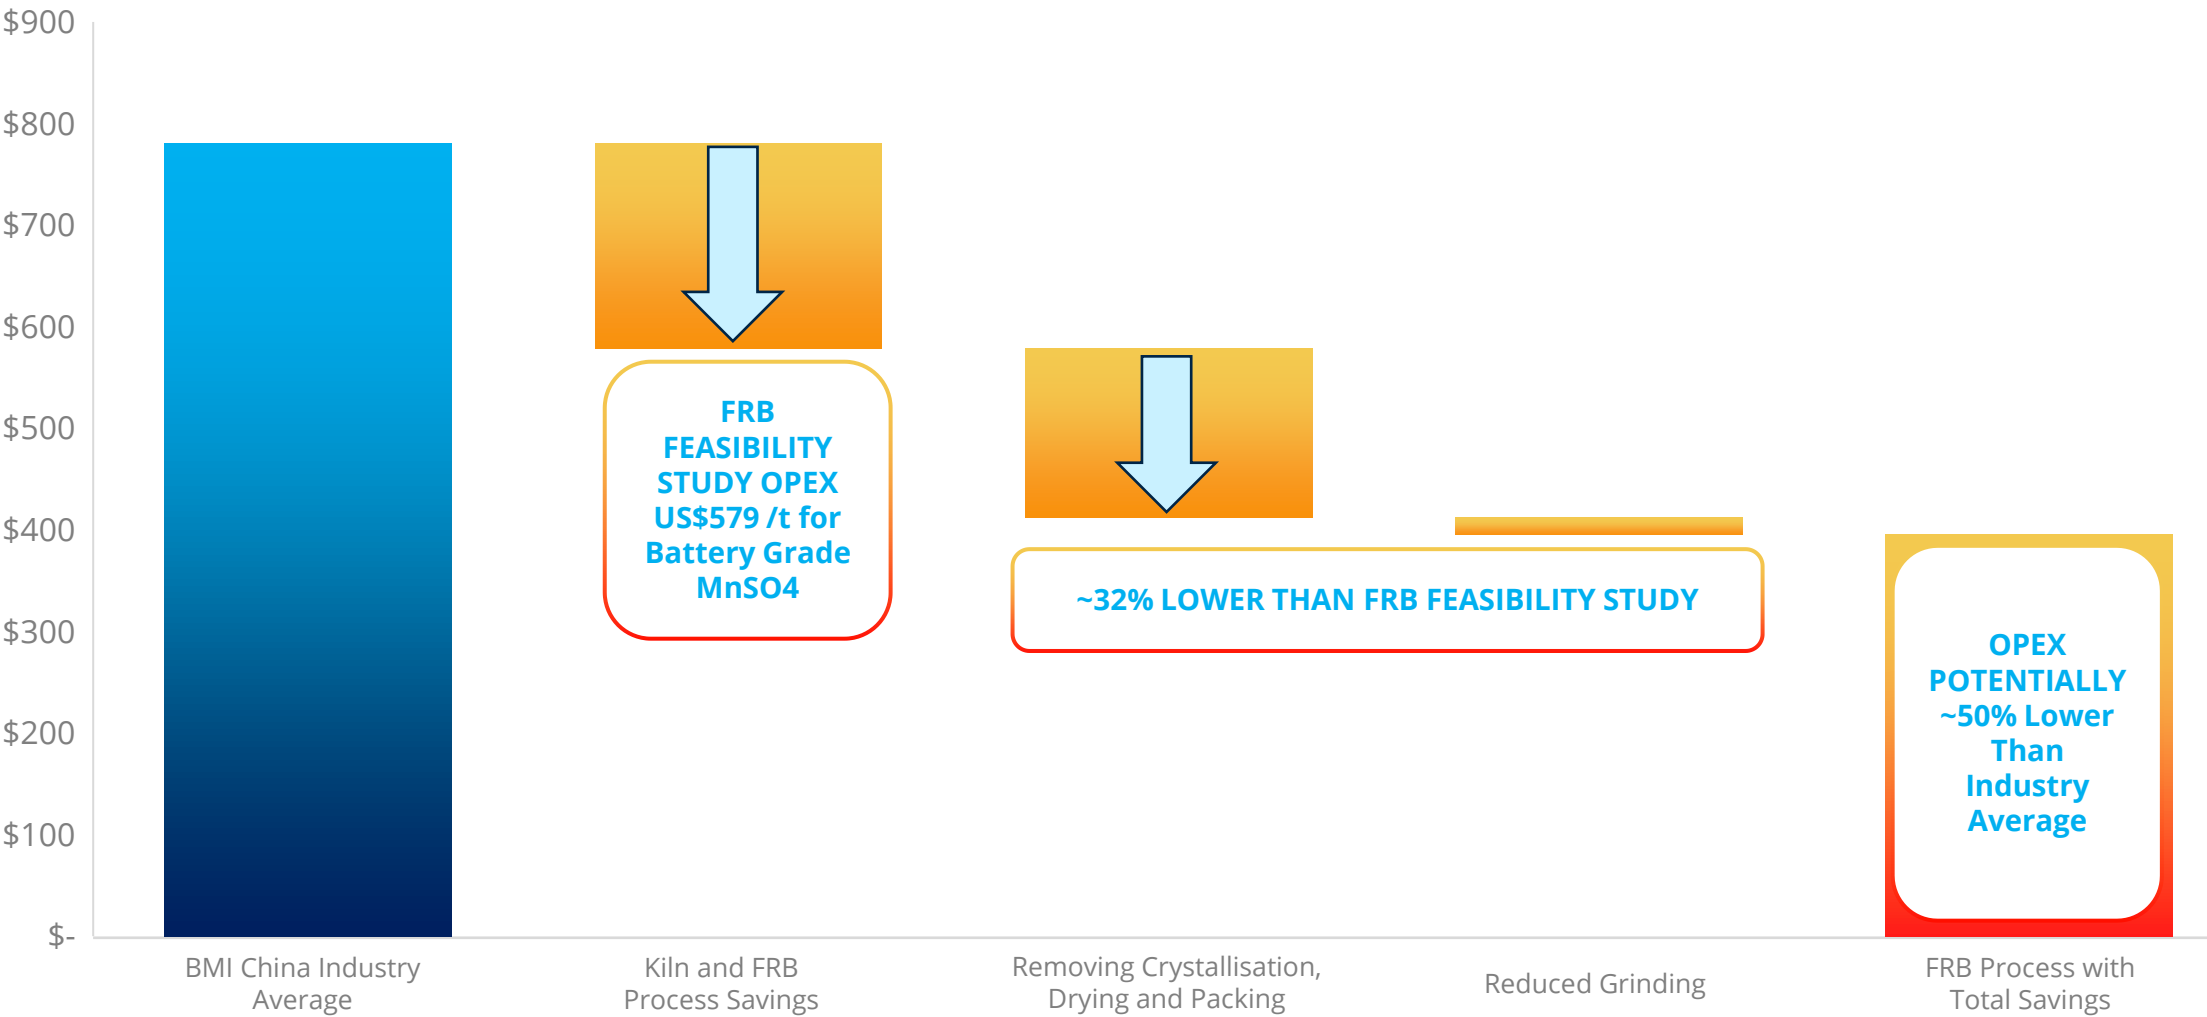 $900
$800
$700
$600
$500
$400
$300
$200
$100
$-
FRB
FEASIBILITY
STUDY OPEX
US$579 /t for
Battery Grade
MnSO4
~32% LOWER THAN FRB FEASIBILITY STUDY
OPEX
POTENTIALLY
~50% Lower
Than
Industry
Average
BMI China Industry
Average
Kiln and FRB
Process Savings
Removing Crystallisation,
Drying and Packing
Reduced Grinding
FRB Process with
Total Savings